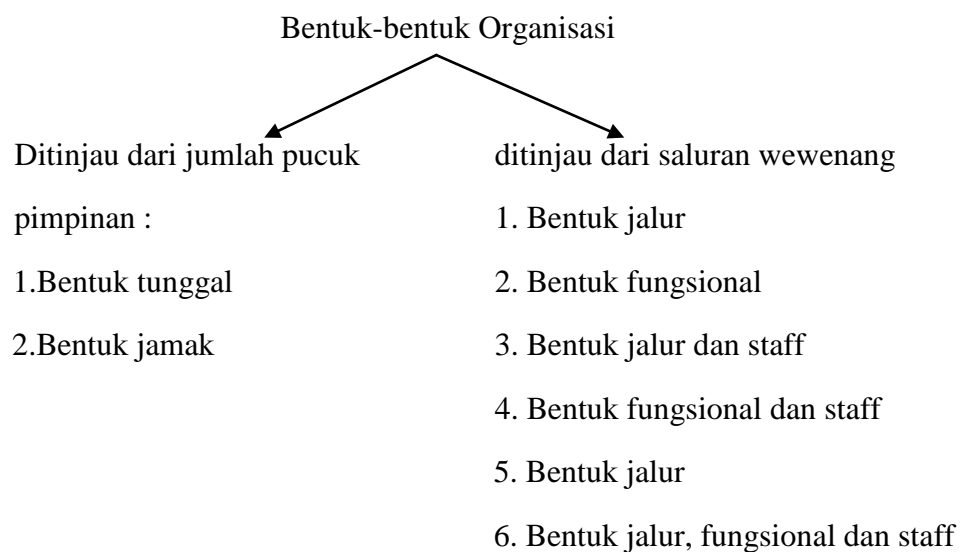 Bentuk-bentuk Organisasi
Ditinjau dari jumlah pucuk
pimpinan :
1.Bentuk tunggal
2.Bentuk jamak
ditinjau dari saluran wewenang
1. Bentuk jalur
2. Bentuk fungsional
3. Bentuk jalur dan staff
4. Bentuk fungsional dan staff
5. Bentuk jalur
6. Bentuk jalur, fungsional dan staff